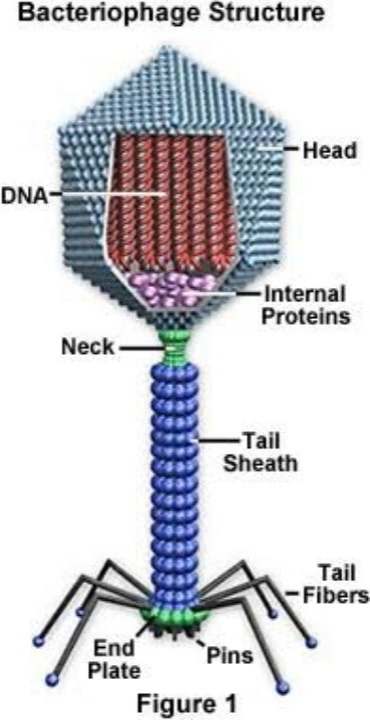 Bacteriophage Structure
Head
DNA
Internal
Proteins
Neck
Tail
Sheath
Tail
Fibers
End
Plate
Pins
Figure 1